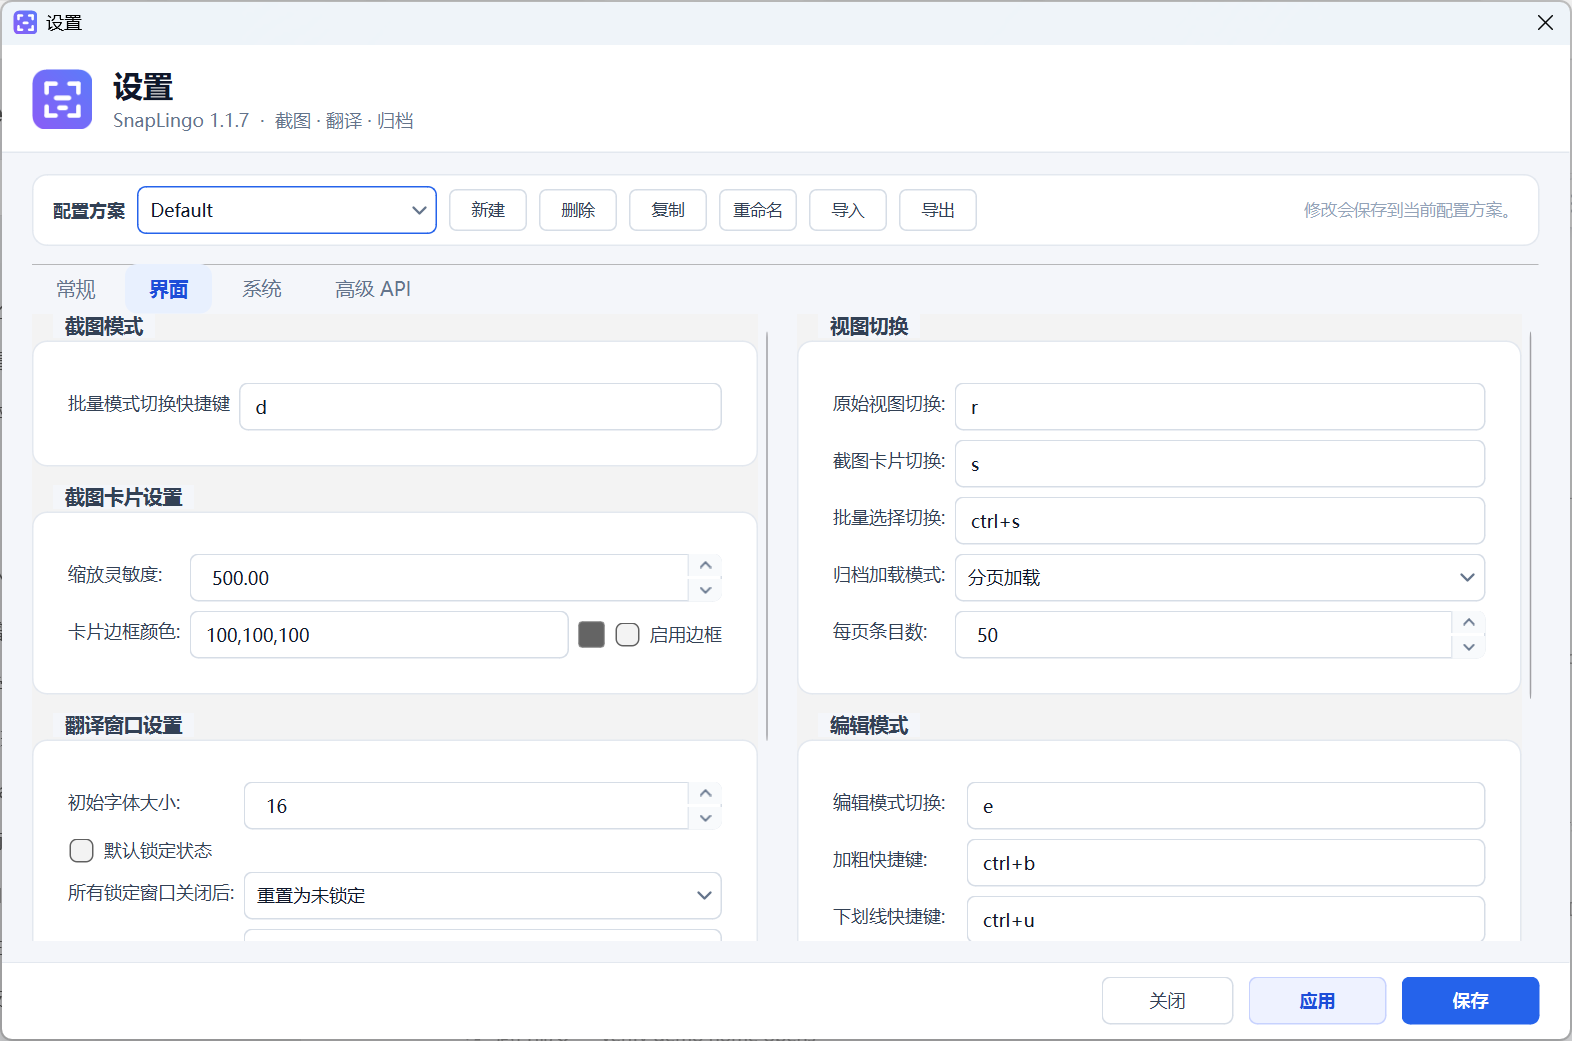 设置
设置
SnapLingo 1.1.7 · 截图 · 翻译 · 归档
配置方案 Default 新建 删除 复制 重命名 导入 导出 修改会保存到当前配置方案。
常规 界面 系统 高级 API
截图模式
批量模式切换快捷键 d
截图卡片设置
缩放灵敏度: 500.00
卡片边框颜色: 100,100,100 启用边框
翻译窗口设置
初始字体大小: 16
默认锁定状态
所有锁定窗口关闭后: 重置为未锁定
视图切换
原始视图切换: r
截图卡片切换: s
批量选择切换: ctrl+s
归档加载模式: 分页加载
每页条目数: 50
编辑模式
编辑模式切换: e
加粗快捷键: ctrl+b
下划线快捷键: ctrl+u
关闭 应用 保存